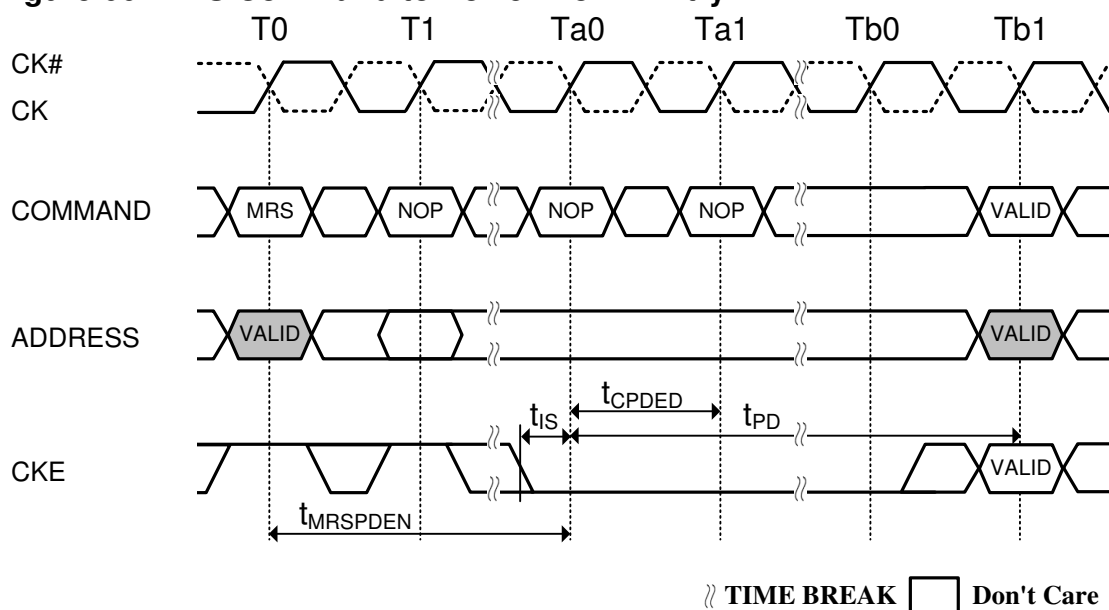 T0 T1 Ta0 Ta1 Tb0 Tb1
CK#
CK
COMMAND MRS NOP NOP NOP VALID
ADDRESS VALID VALID
tCPDED
tIS tPD
CKE VALID
tMRSPDEN
TIME BREAK Don't Care